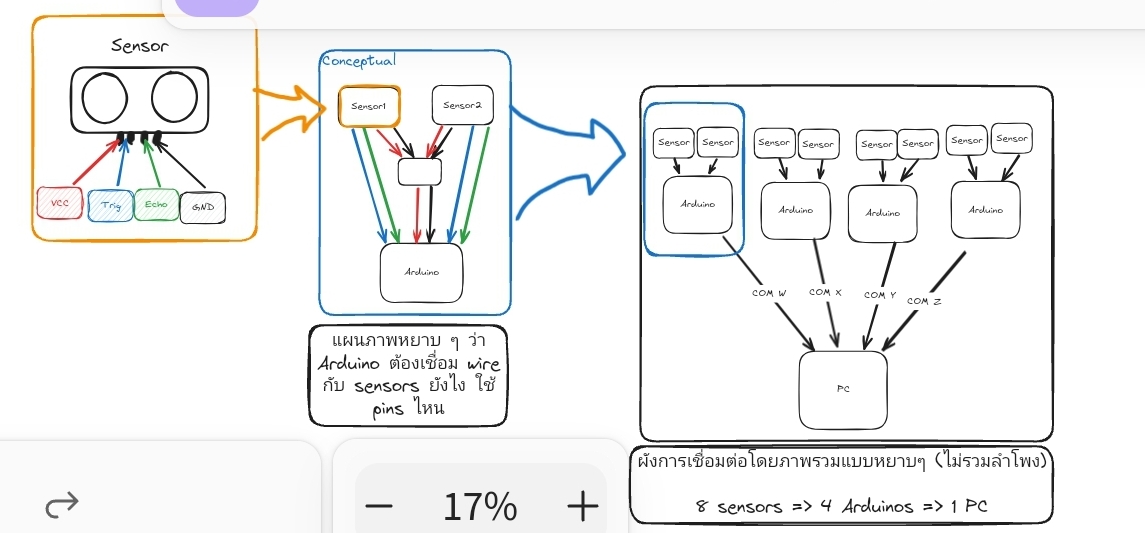 Sensor
VCC
Trig
Echo
GND
Conceptual
Sensor1
Sensor2
Arduino
แผนภาพหยาบ ๆ ว่า
Arduino ต้องเชื่อม wire
กับ sensors ยังไง ใช้
pins ไหน
Sensor Sensor Sensor Sensor Sensor Sensor Sensor Sensor
Arduino Arduino Arduino Arduino
COM W COM X COM Y COM Z
PC
ผังการเชื่อมต่อโดยภาพรวมแบบหยาบๆ (ไม่รวมลำโพง)
8 sensors => 4 Arduinos => 1 PC
17%